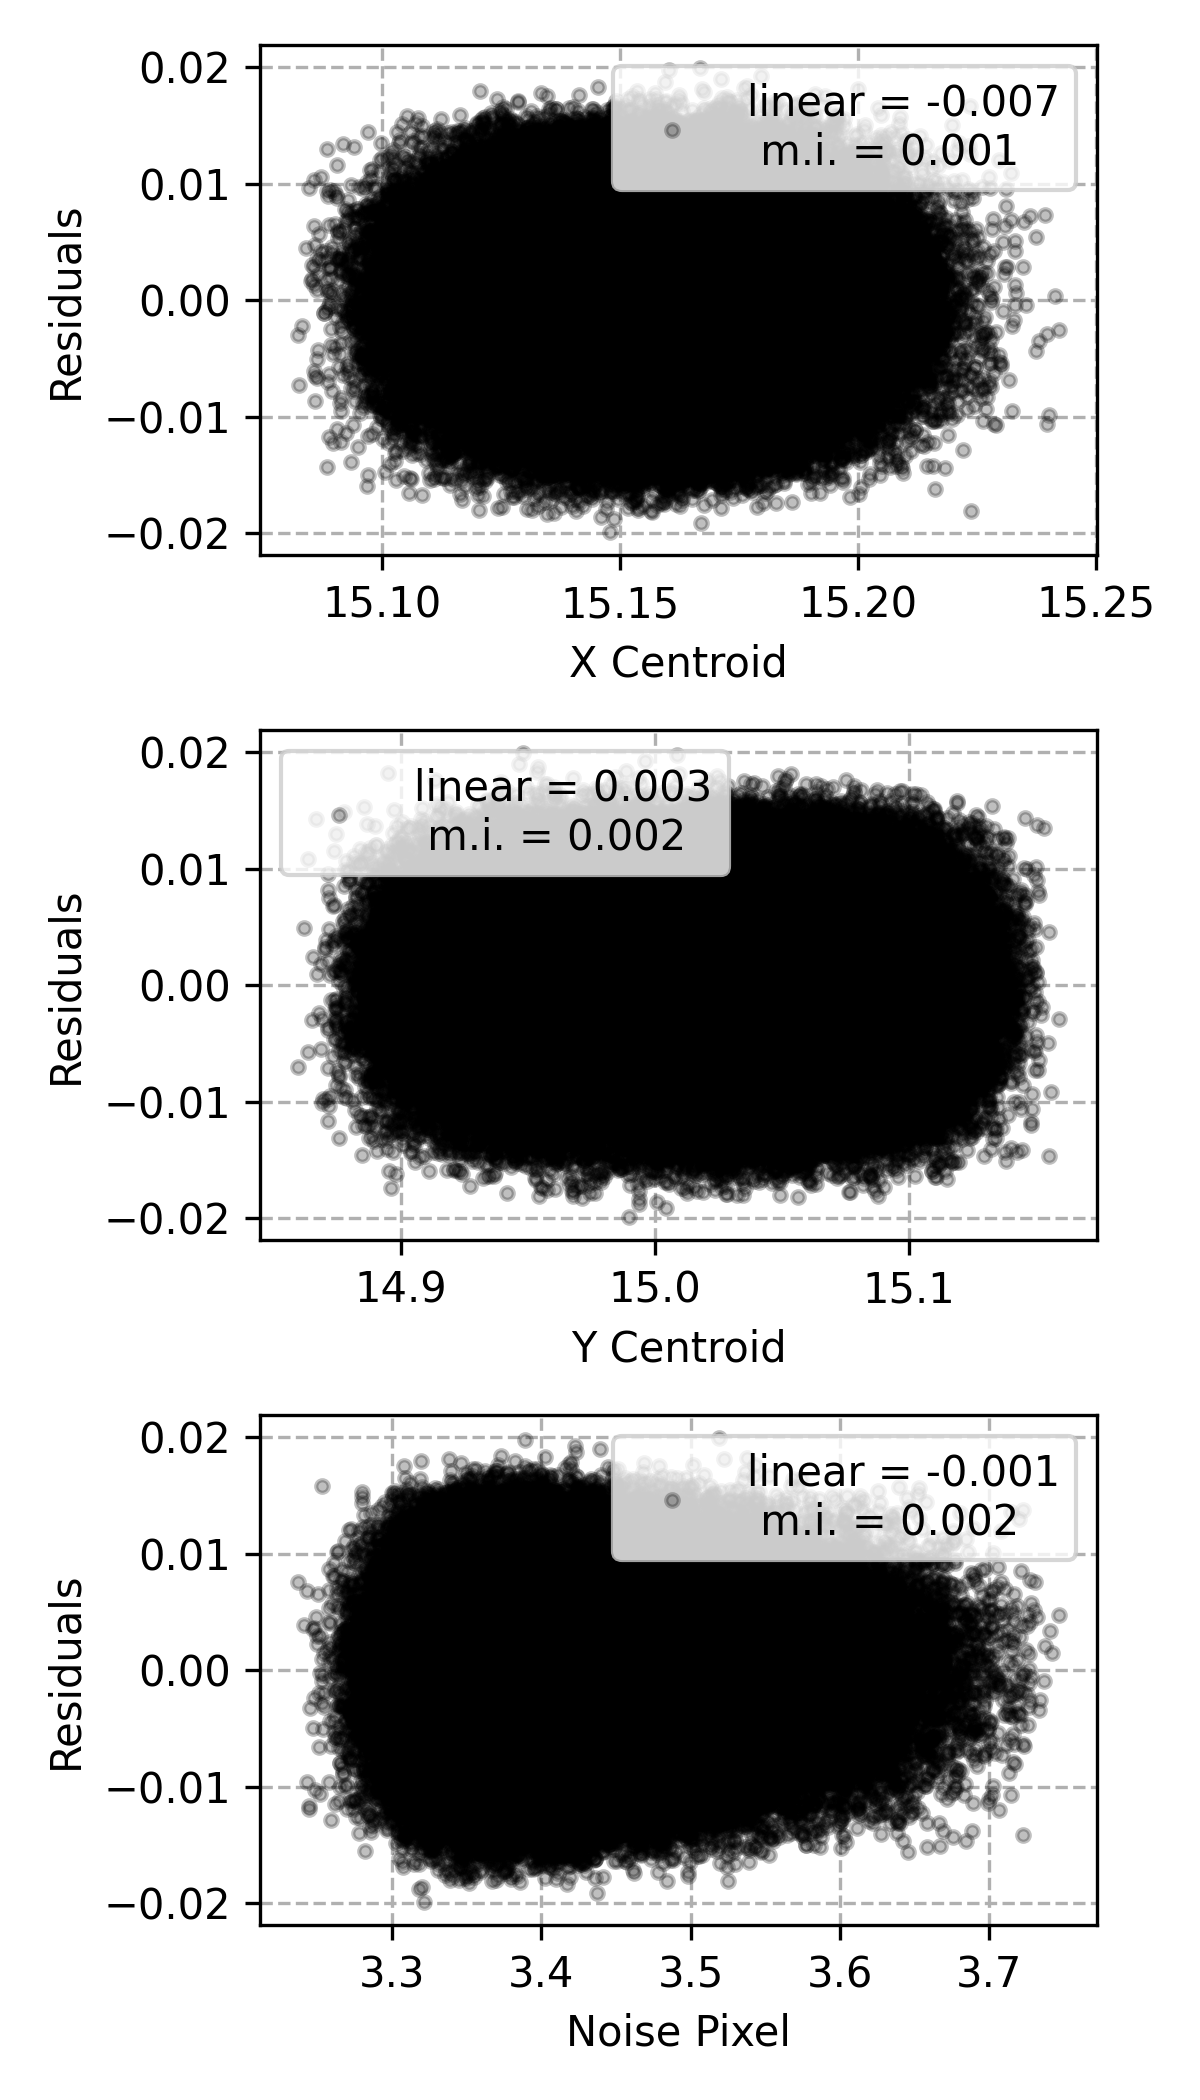 0.02
0.01
0.00
−0.01
−0.02
Residuals
linear = -0.007
m.i. = 0.001
15.10 15.15 15.20 15.25
X Centroid
0.02
0.01
0.00
−0.01
−0.02
Residuals
linear = 0.003
m.i. = 0.002
14.9 15.0 15.1
Y Centroid
0.02
0.01
0.00
−0.01
−0.02
Residuals
linear = -0.001
m.i. = 0.002
3.3 3.4 3.5 3.6 3.7
Noise Pixel